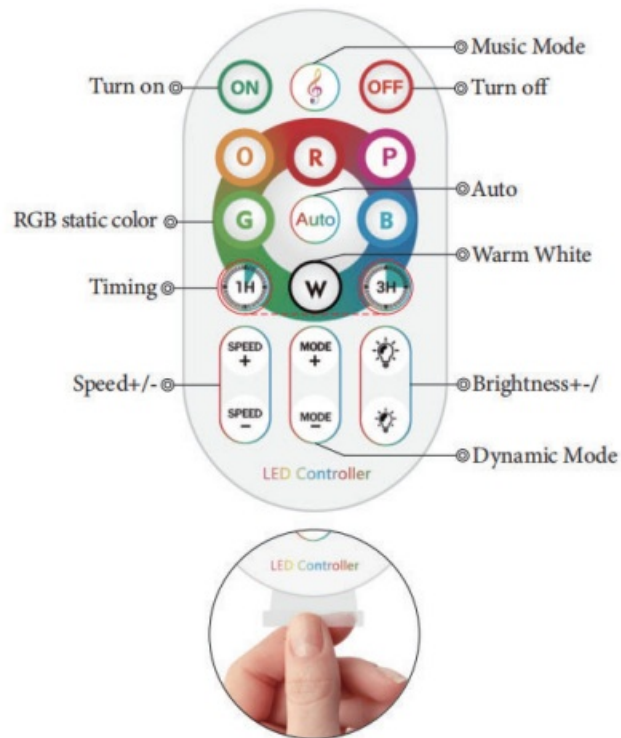 Music Mode
Turn on
ON
OFF
Turn off
O
R
P
Auto
RGB static color
G
Auto
B
Warm White
Timing
1H
W
3H
SPEED
+
MODE
+
Speed+/-
Brightness+-/
SPEED
-
MODE
-
Dynamic Mode
LED Controller
LED Controller